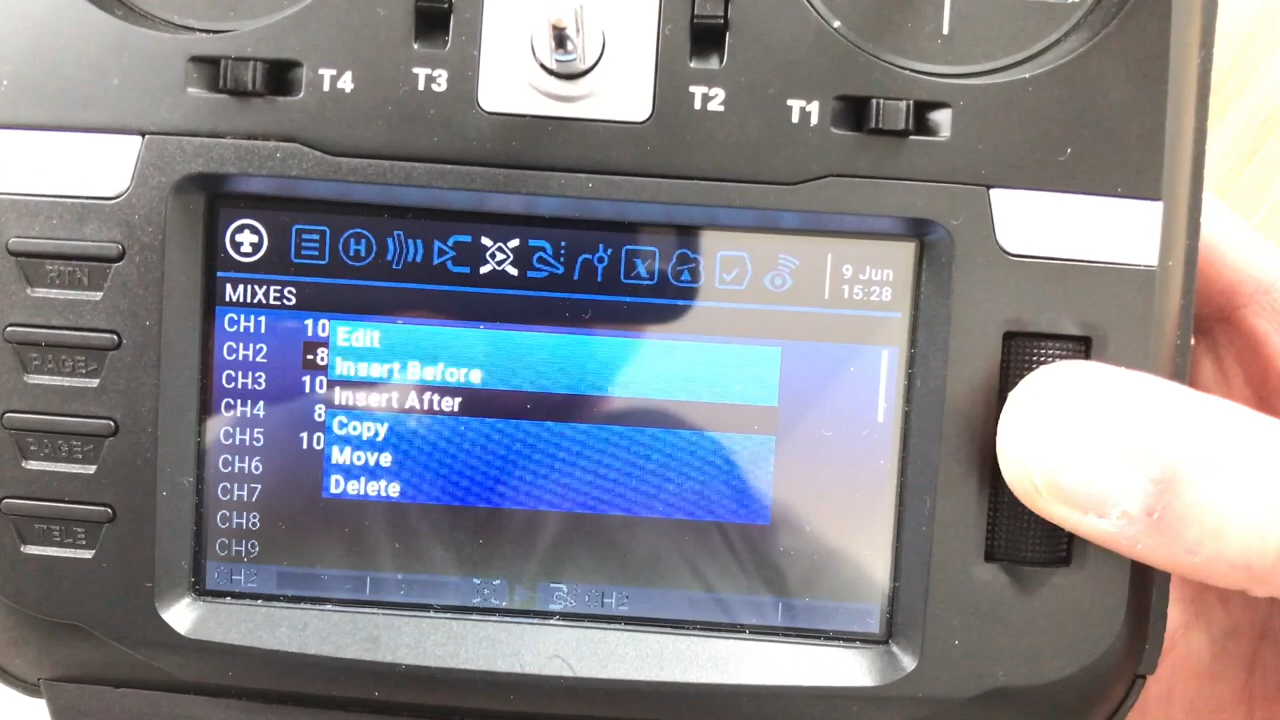 T4
T3
T2
T1
RTN
PAGE>
PAGE<
TELE
H
x
9 Jun
15:28
MIXES
CH1 10
CH2 -8
CH3 10
CH4 8
CH5 10
CH6
CH7
CH8
CH9
Edit
Insert Before
Insert After
Copy
Move
Delete
CH2
CH2